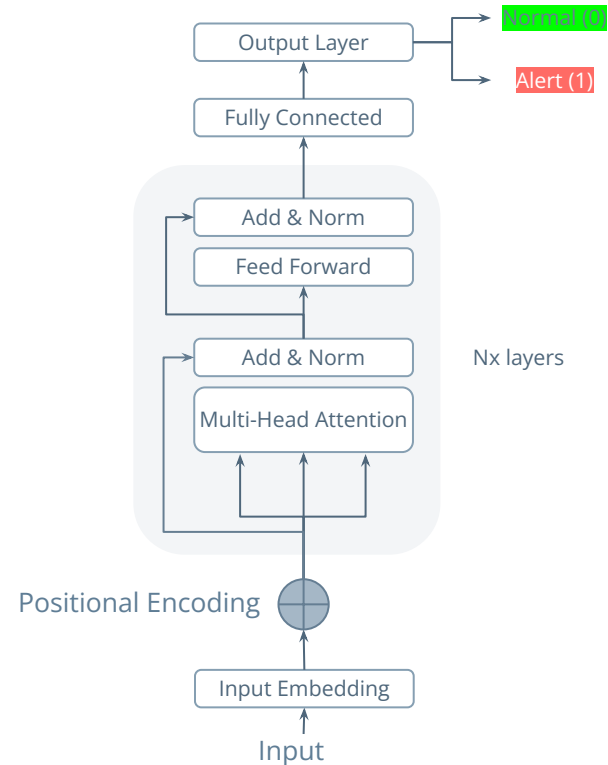 Normal (0)
Output Layer
Alert (1)
Fully Connected
Add & Norm
Feed Forward
Add & Norm
Nx layers
Multi-Head Attention
Positional Encoding
Input Embedding
Input